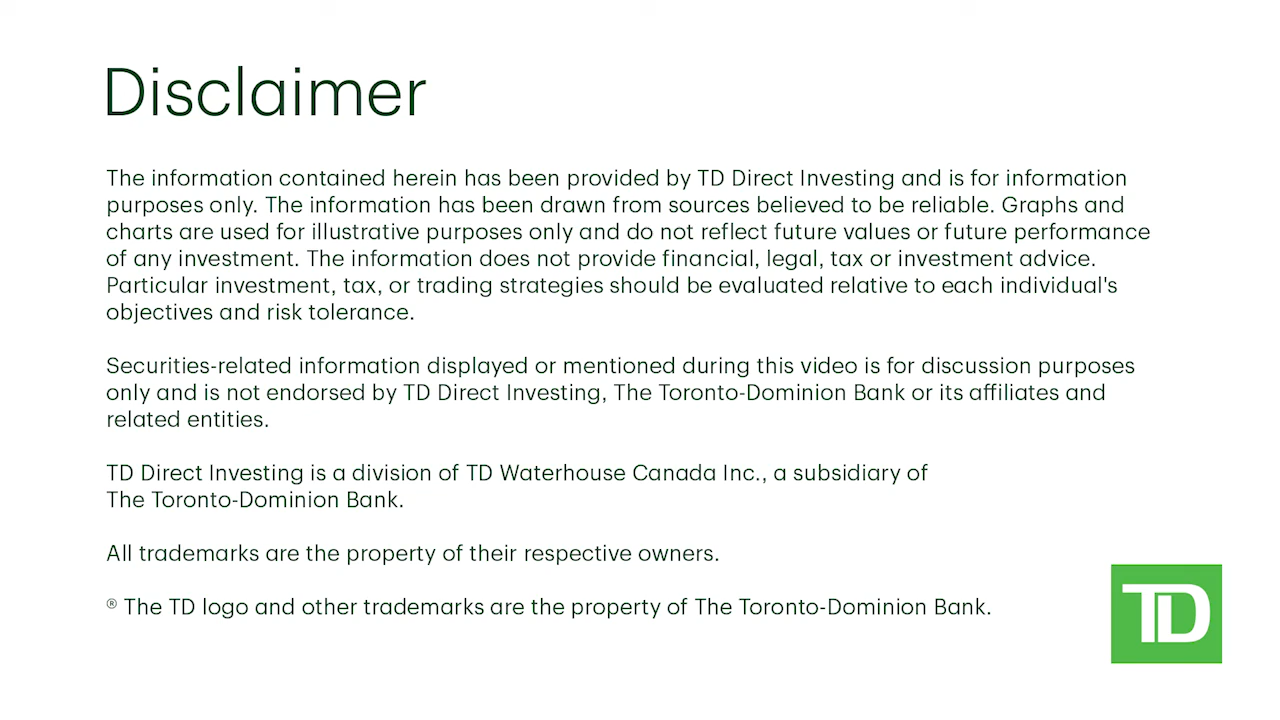 Disclaimer
The information contained herein has been provided by TD Direct Investing and is for information
purposes only. The information has been drawn from sources believed to be reliable. Graphs and
charts are used for illustrative purposes only and do not reflect future values or future performance
of any investment. The information does not provide financial, legal, tax or investment advice.
Particular investment, tax, or trading strategies should be evaluated relative to each individual's
objectives and risk tolerance.
Securities-related information displayed or mentioned during this video is for discussion purposes
only and is not endorsed by TD Direct Investing, The Toronto-Dominion Bank or its affiliates and
related entities.
TD Direct Investing is a division of TD Waterhouse Canada Inc., a subsidiary of
The Toronto-Dominion Bank.
All trademarks are the property of their respective owners.
® The TD logo and other trademarks are the property of The Toronto-Dominion Bank.
TD